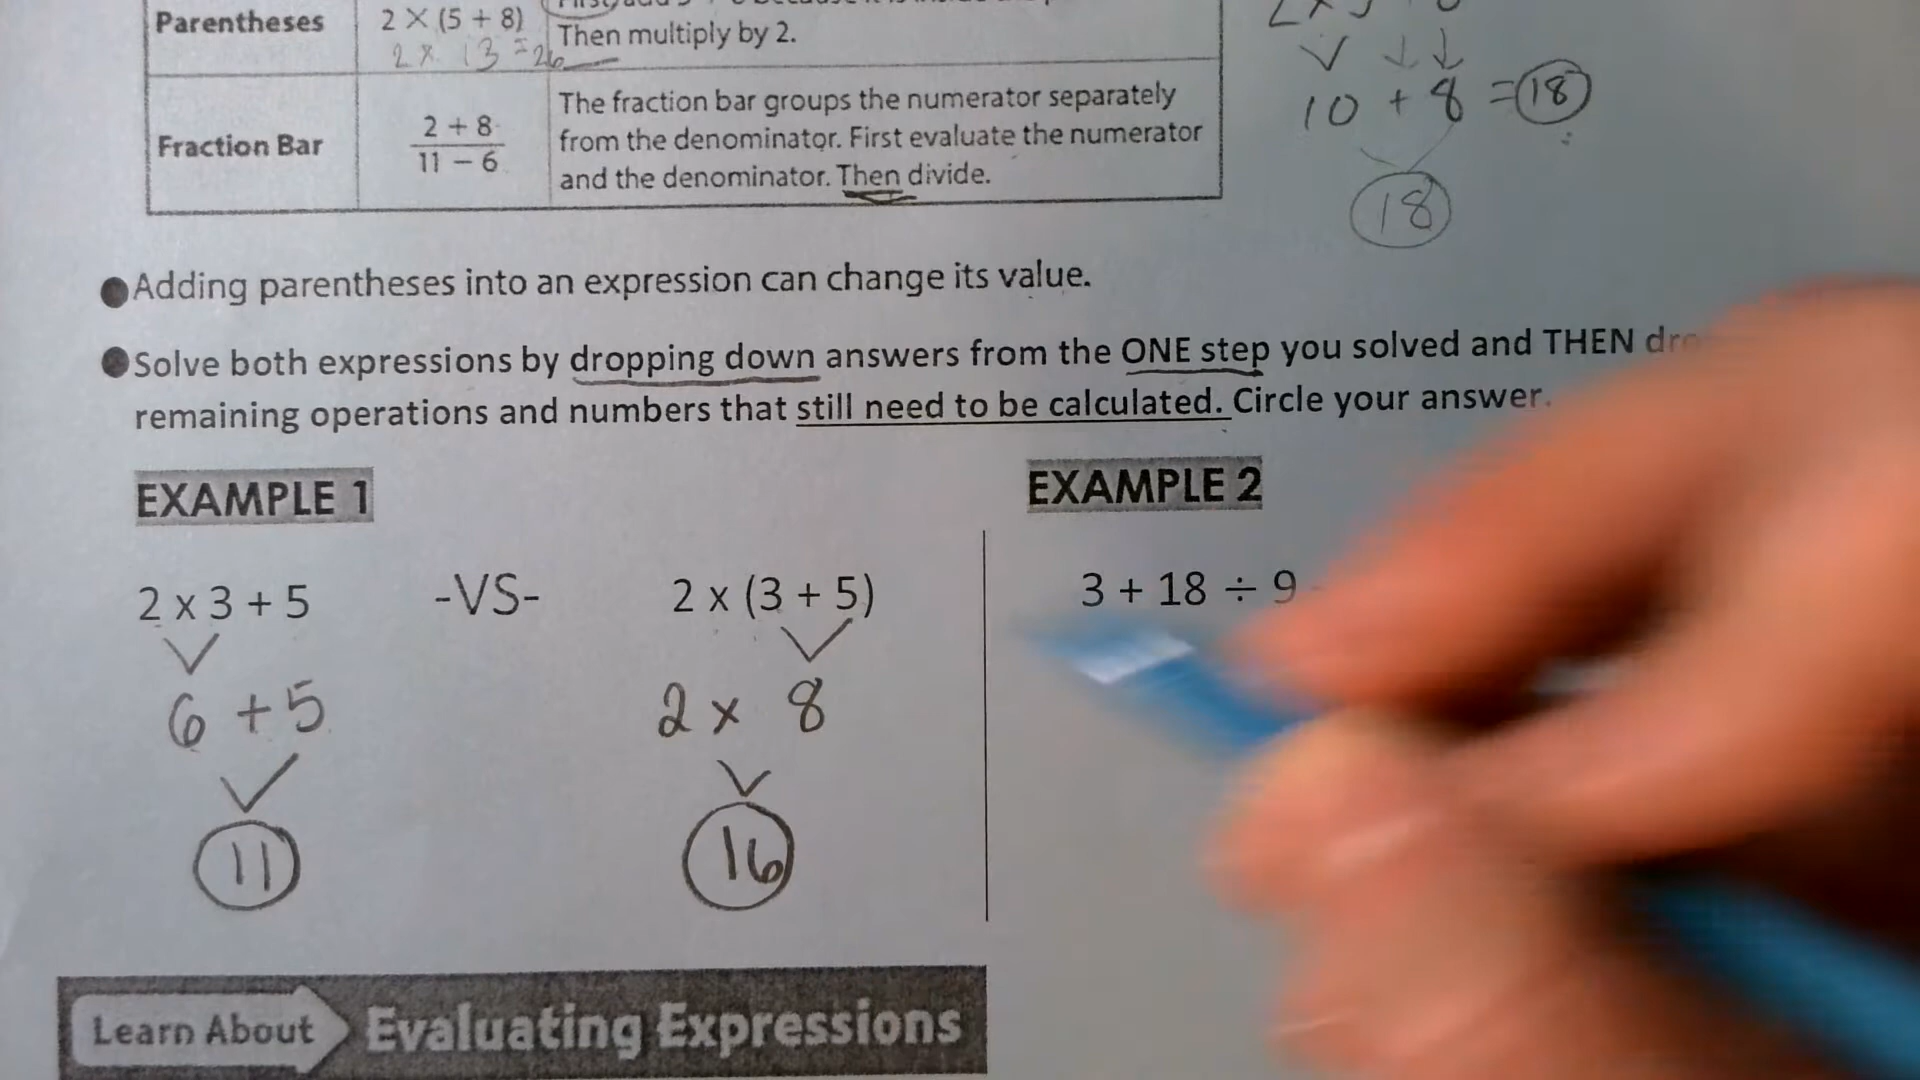 Parentheses
2 × (5 + 8)
2 × 13 = 26
Then multiply by 2.
Fraction Bar
2 + 8
11 − 6
The fraction bar groups the numerator separately
from the denominator. First evaluate the numerator
and the denominator. Then divide.
10 + 8 = 18
18
Adding parentheses into an expression can change its value.
Solve both expressions by dropping down answers from the ONE step you solved and THEN
remaining operations and numbers that still need to be calculated. Circle your answer.
EXAMPLE 1
2 x 3 + 5 -VS- 2 x (3 + 5)
6 + 5 2 x 8
11 16
EXAMPLE 2
3 + 18 ÷ 9
Learn About Evaluating Expressions